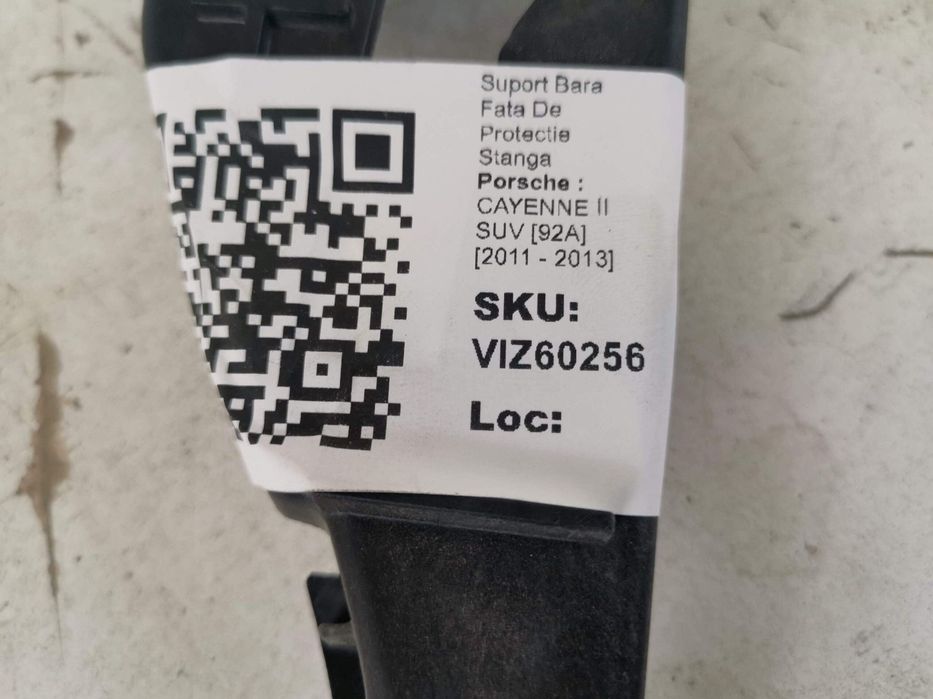 Suport Bara
Fata De
Protectie
Stanga
Porsche :
CAYENNE II
SUV [92A]
[2011 - 2013]
SKU:
VIZ60256
Loc: